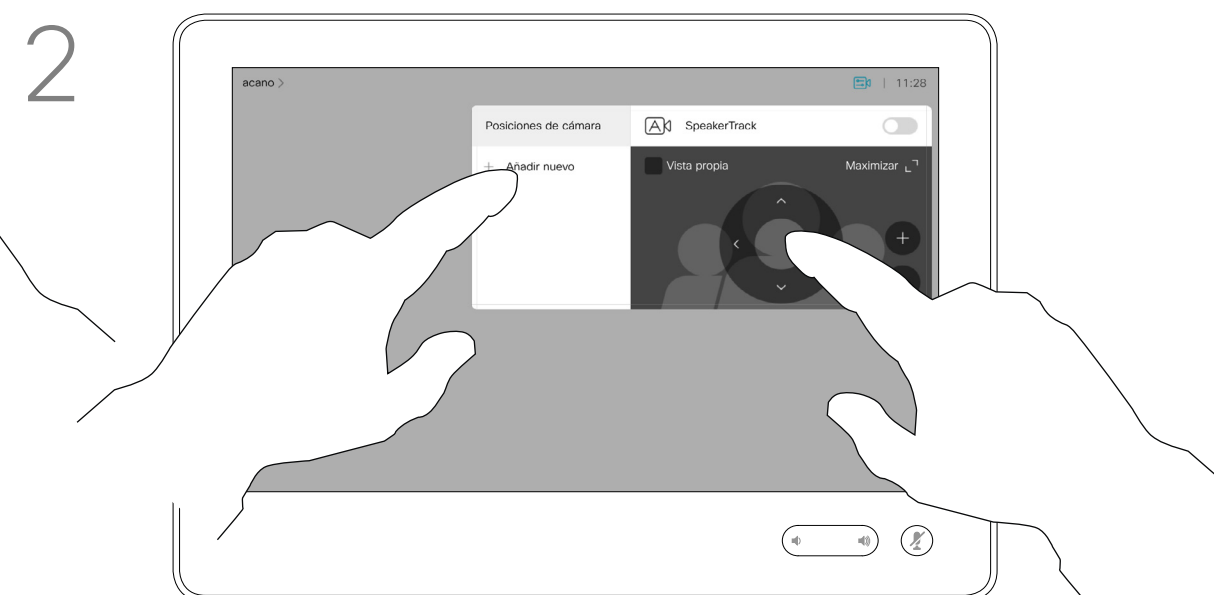 2
acano >
11:28
Posiciones de cámara
SpeakerTrack
+ Añadir nuevo
Vista propia
Maximizar